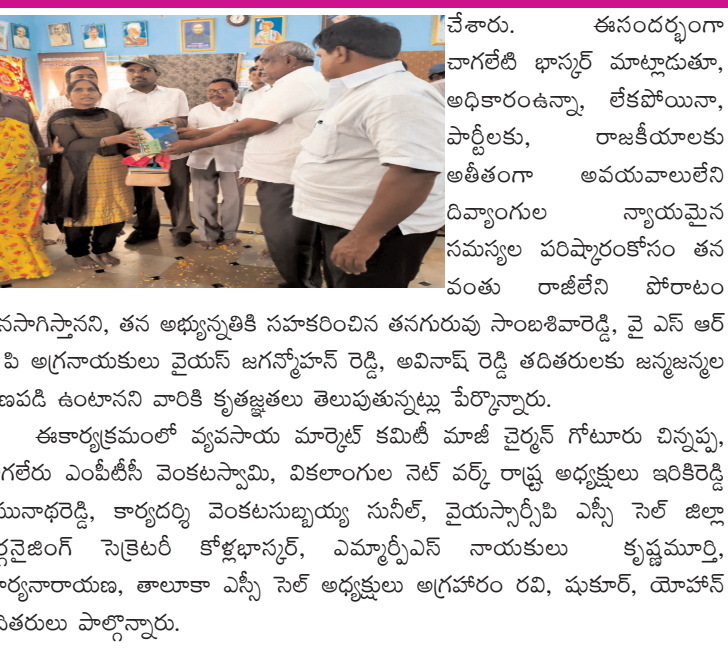 చేశారు. ఈసందర్భంగా
చాగలేటి భాస్కర్ మాట్లాడుతూ,
అధికారంఉన్నా, లేకపోయినా,
పార్టీలకు, రాజకీయాలకు
అతీతంగా అవయవాలులేని
దివ్యాంగుల న్యాయమైన
సమస్యల పరిష్కారంకోసం తన
వంతు రాజీలేని పోరాటం
నసాగిస్తానని, తన అభ్యున్నతికి సహకరించిన తనగురువు సాంబశివారెడ్డి, వై ఎస్ ఆర్
పి అగ్రనాయకులు వైయస్ జగన్మోహన్ రెడ్డి, అవినాష్ రెడ్డి తదితరులకు జన్మజన్మల
ణపడి ఉంటానని వారికి కృతజ్ఞతలు తెలుపుతున్నట్లు పేర్కొన్నారు.
ఈకార్యక్రమంలో వ్యవసాయ మార్కెట్ కమిటీ మాజీ చైర్మన్ గోటూరు చిన్నప్ప,
గలేరు ఎంపీటీసీ వెంకటస్వామి, వికలాంగుల నెట్ వర్క్ రాష్ట్ర అధ్యక్షులు ఇరికిరెడ్డి
మునాథరెడ్డి, కార్యదర్శి వెంకటసుబ్బయ్య సునీల్, వైయస్సార్సీపి ఎస్సీ సెల్ జిల్లా
ర్గనైజింగ్ సెక్రెటరీ కోళ్లభాస్కర్, ఎమ్మార్పీఎస్ నాయకులు కృష్ణమూర్తి,
ర్యనారాయణ, తాలూకా ఎస్సీ సెల్ అధ్యక్షులు అగ్రహారం రవి, షుకూర్, యోహాన్
దితరులు పాల్గొన్నారు.